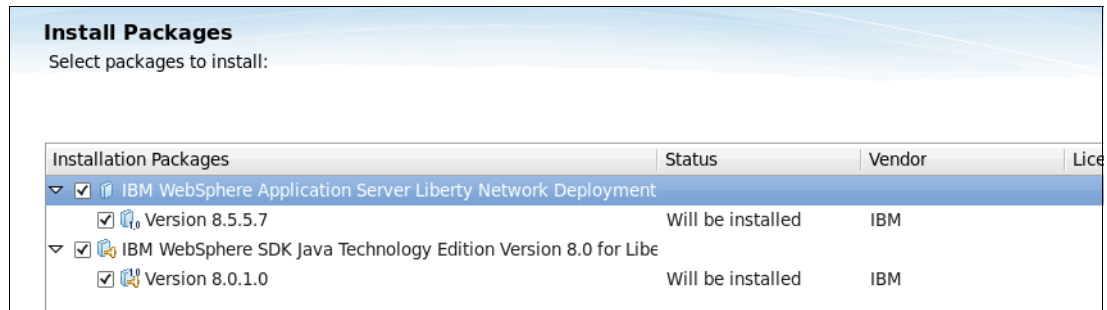 Install Packages
Select packages to install:
Installation Packages Status Vendor Lice
IBM WebSphere Application Server Liberty Network Deployment
Version 8.5.5.7 Will be installed IBM
IBM WebSphere SDK Java Technology Edition Version 8.0 for Libe
Version 8.0.1.0 Will be installed IBM